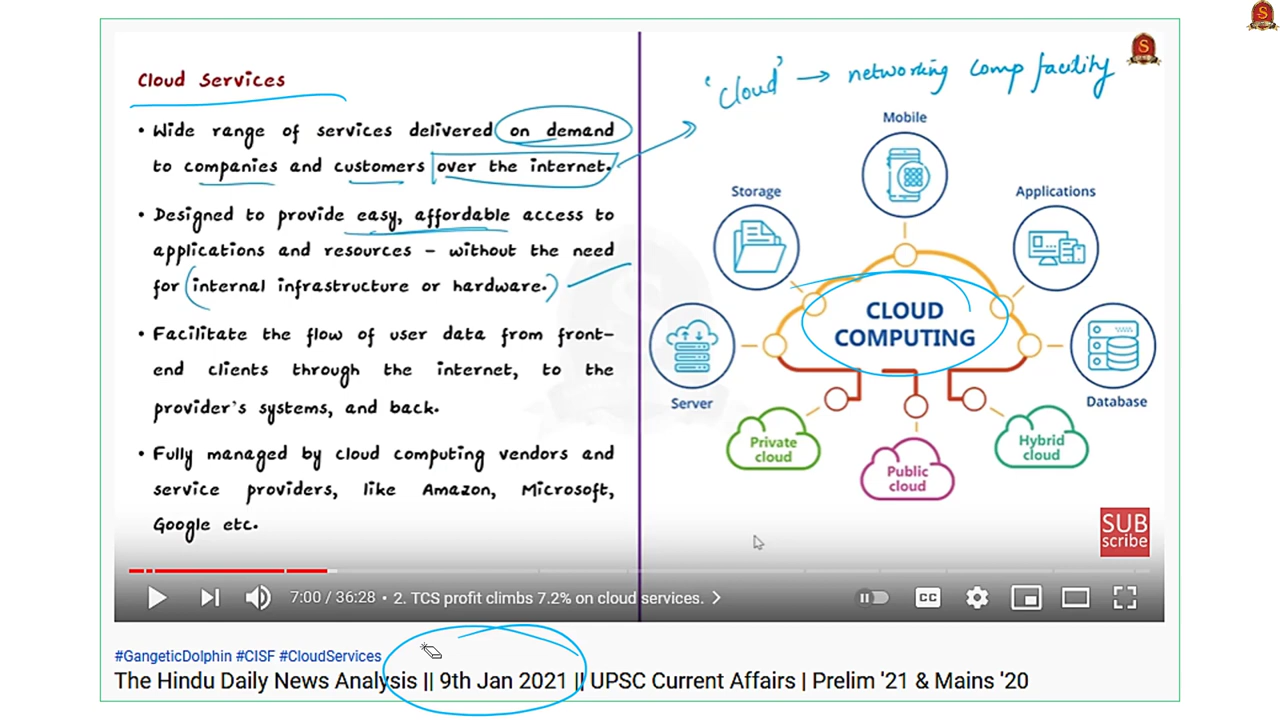 Cloud Services
• Wide range of services delivered on demand
to companies and customers over the internet.
• Designed to provide easy, affordable access to
applications and resources – without the need
for (internal infrastructure or hardware.)
• Facilitate the flow of user data from front-
end clients through the internet, to the
provider's systems, and back.
• Fully managed by cloud computing vendors and
service providers, like Amazon, Microsoft,
Google etc.
'cloud' → networking comp facility
Mobile
Storage
Applications
CLOUD
COMPUTING
Server
Database
Private
cloud
Public
cloud
Hybrid
cloud
SUB
scribe
7:00 / 36:28 • 2. TCS profit climbs 7.2% on cloud services. >
CC
#GangeticDolphin #CISF #CloudServices
The Hindu Daily News Analysis || 9th Jan 2021 || UPSC Current Affairs | Prelim '21 & Mains '20